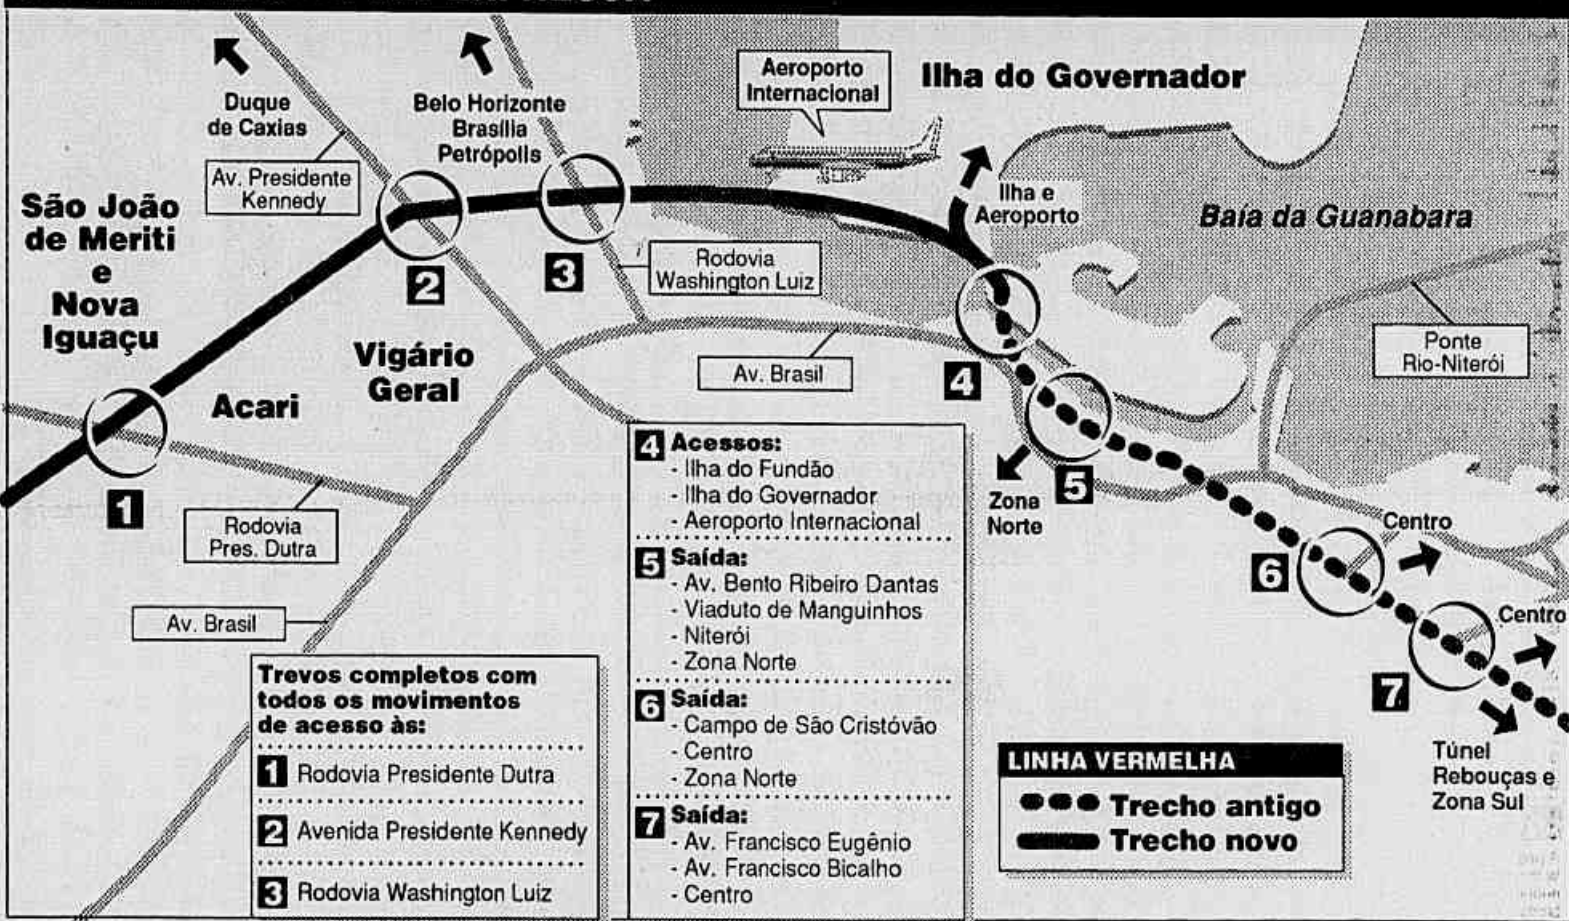 Duque
de Caxias
Av. Presidente
Kennedy
Belo Horizonte
Brasília
Petrópolis
Aeroporto
Internacional
Ilha do Governador
São João
de Meriti
e
Nova
Iguaçu
2
3
Rodovia
Washington Luiz
Ilha e
Aeroporto
Baía da Guanabara
Ponte
Rio-Niterói
Vigário
Geral
Acari
Av. Brasil
4
1
Rodovia
Pres. Dutra
Av. Brasil
5
Zona
Norte
6
Centro
7
Centro
Túnel
Rebouças e
Zona Sul
Trevos completos com
todos os movimentos
de acesso às:
1 Rodovia Presidente Dutra
2 Avenida Presidente Kennedy
3 Rodovia Washington Luiz
4 Acessos:
- Ilha do Fundão
- Ilha do Governador
- Aeroporto Internacional
5 Saída:
- Av. Bento Ribeiro Dantas
- Viaduto de Manguinhos
- Niterói
- Zona Norte
6 Saída:
- Campo de São Cristóvão
- Centro
- Zona Norte
7 Saída:
- Av. Francisco Eugênio
- Av. Francisco Bicalho
- Centro
LINHA VERMELHA
Trecho antigo
Trecho novo